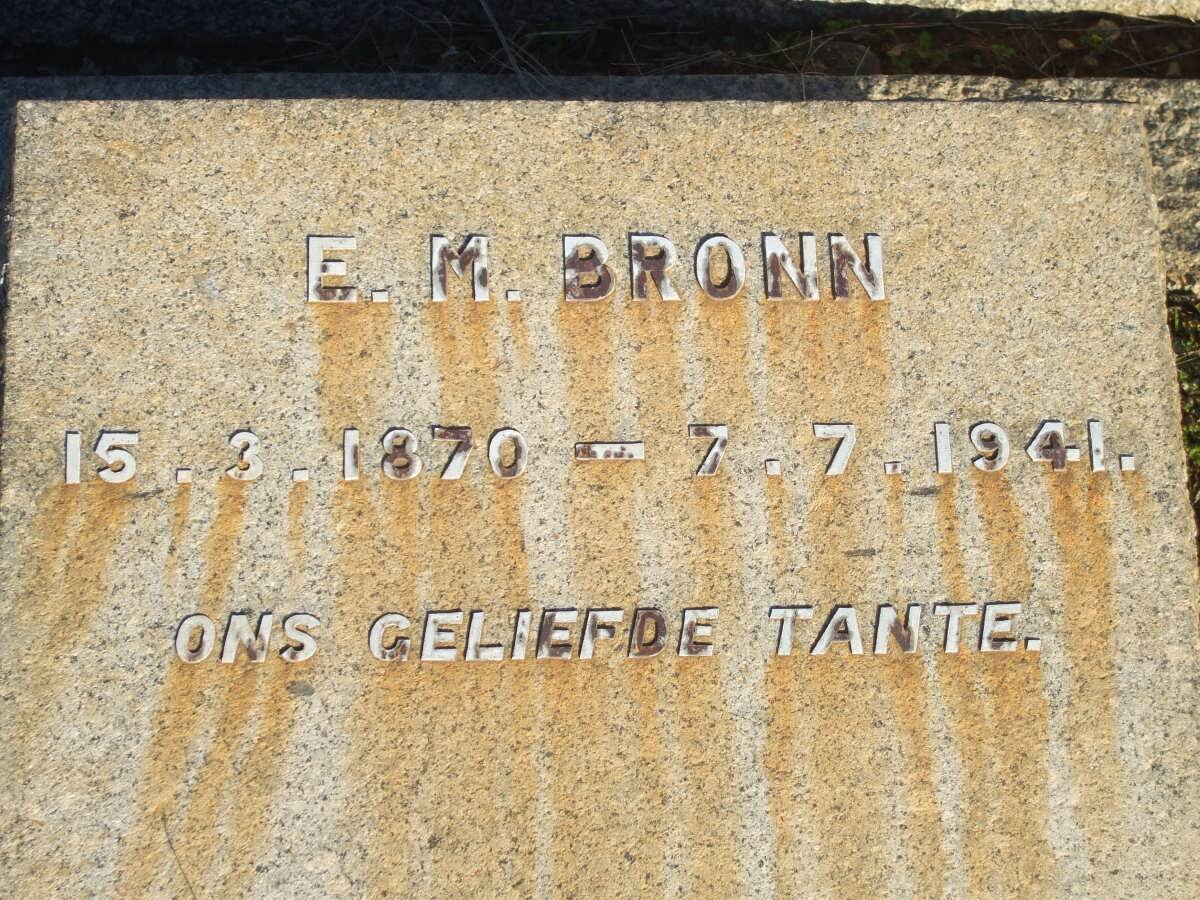 E. M. BRONN
15.3.1870 — 7.7.1941.
ONS GELIEFDE TANTE.